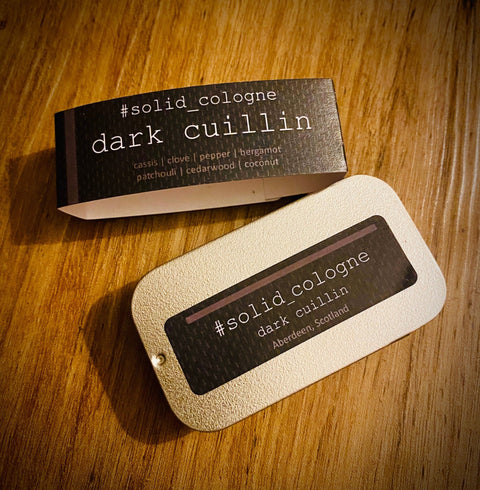 #solid_cologne
dark cuillin
cassis | clove | pepper | bergamot
patchouli | cedarwood | coconut
#solid_cologne
dark cuillin
Aberdeen, Scotland